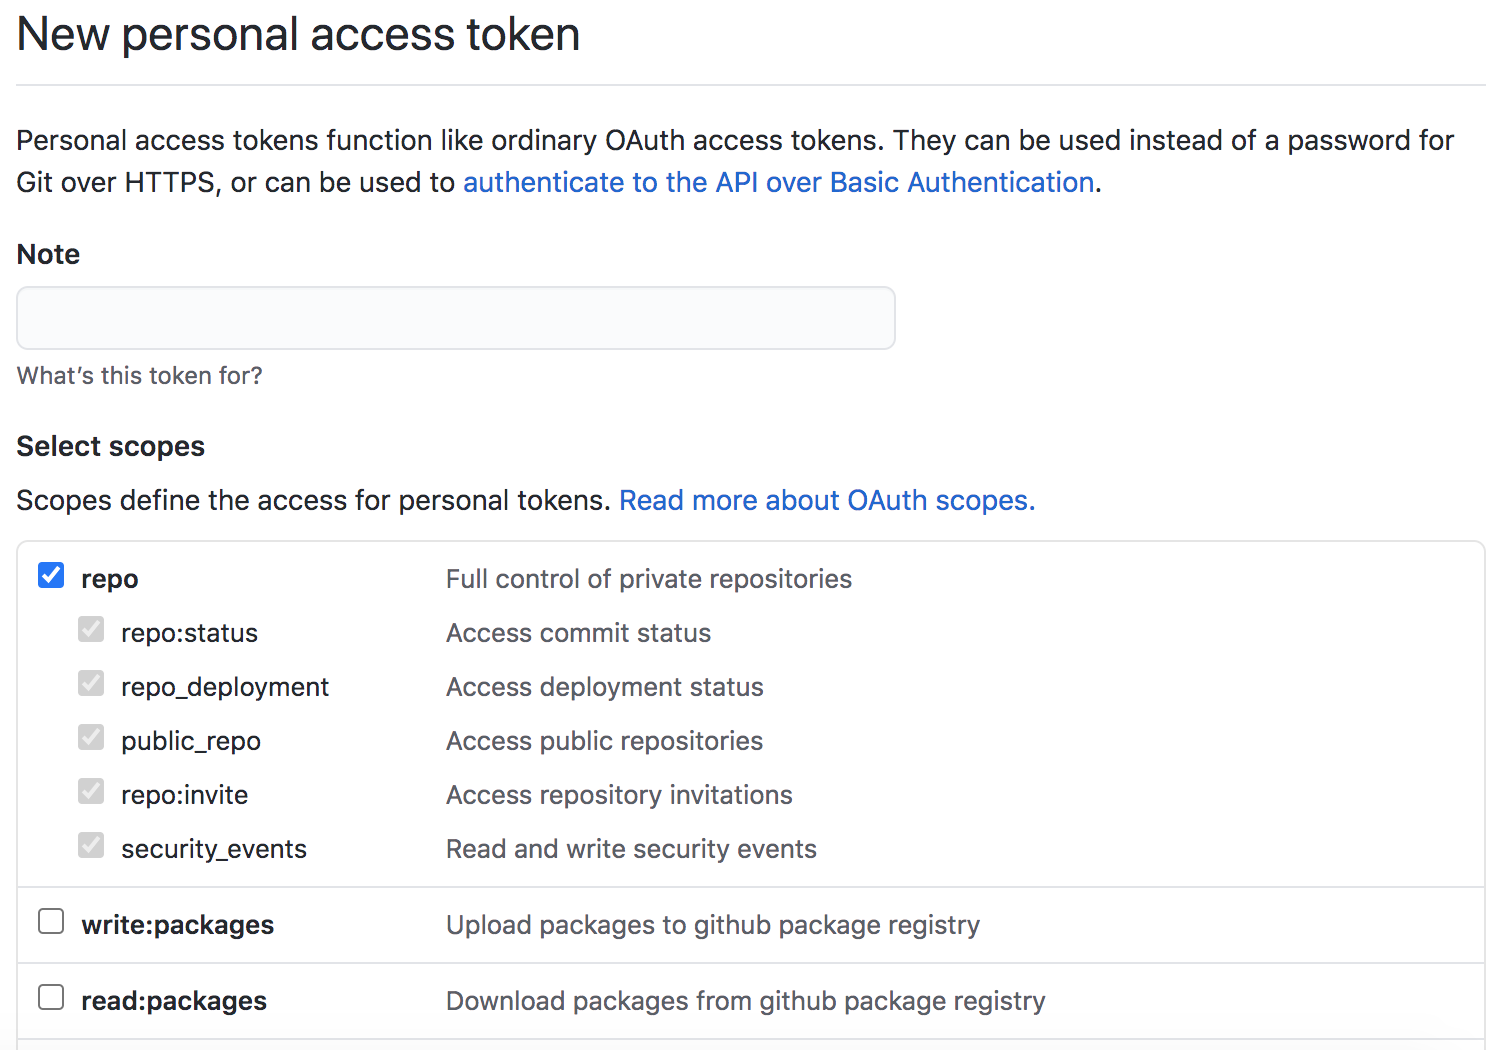 New personal access token
Personal access tokens function like ordinary OAuth access tokens. They can be used instead of a password for
Git over HTTPS, or can be used to authenticate to the API over Basic Authentication.
Note
What's this token for?
Select scopes
Scopes define the access for personal tokens. Read more about OAuth scopes.
repo Full control of private repositories
repo:status Access commit status
repo_deployment Access deployment status
public_repo Access public repositories
repo:invite Access repository invitations
security_events Read and write security events
write:packages Upload packages to github package registry
read:packages Download packages from github package registry